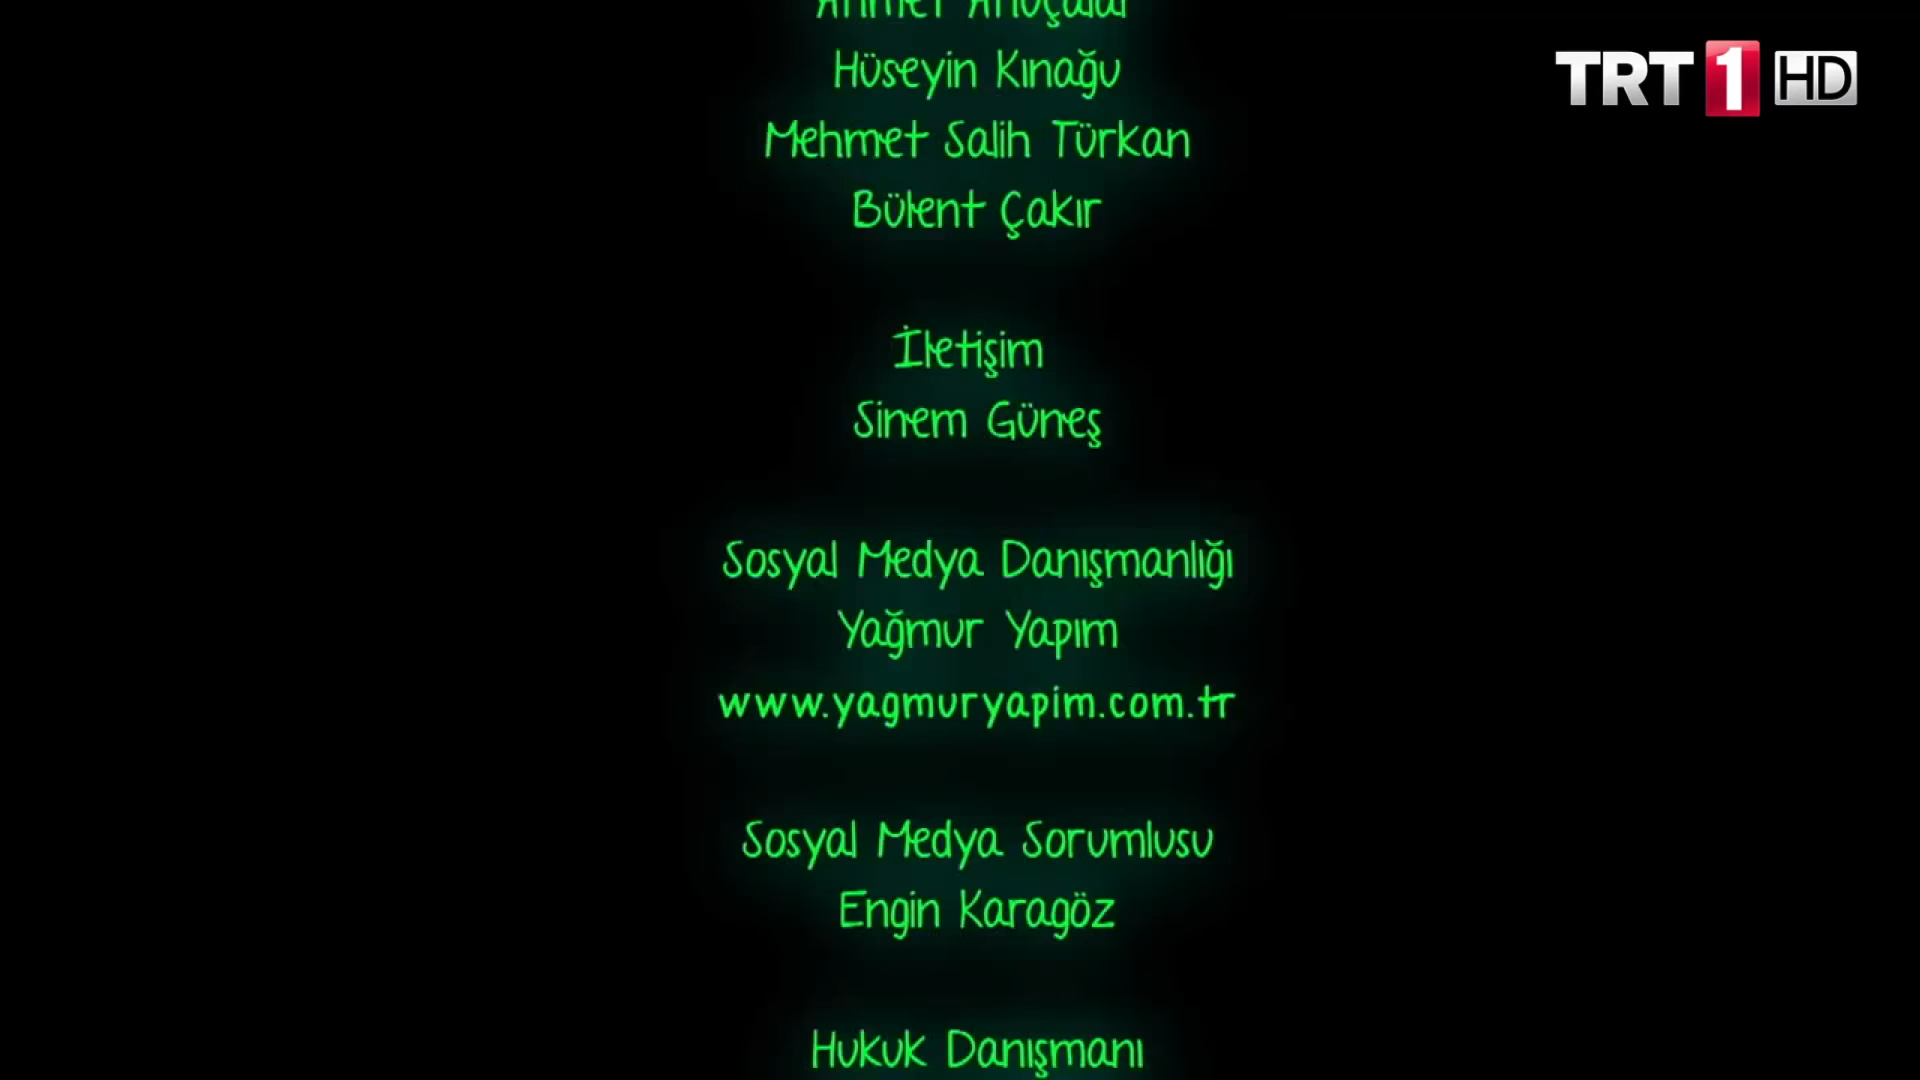 Hüseyin Kınağu
Mehmet Salih Türkan
Bülent Çakır
İletişim
Sinem Güneş
Sosyal Medya Danışmanlığı
Yağmur Yapım
www.yagmuryapim.com.tr
Sosyal Medya Sorumlusu
Engin Karagöz
Hukuk Danışmanı
TRT 1 HD